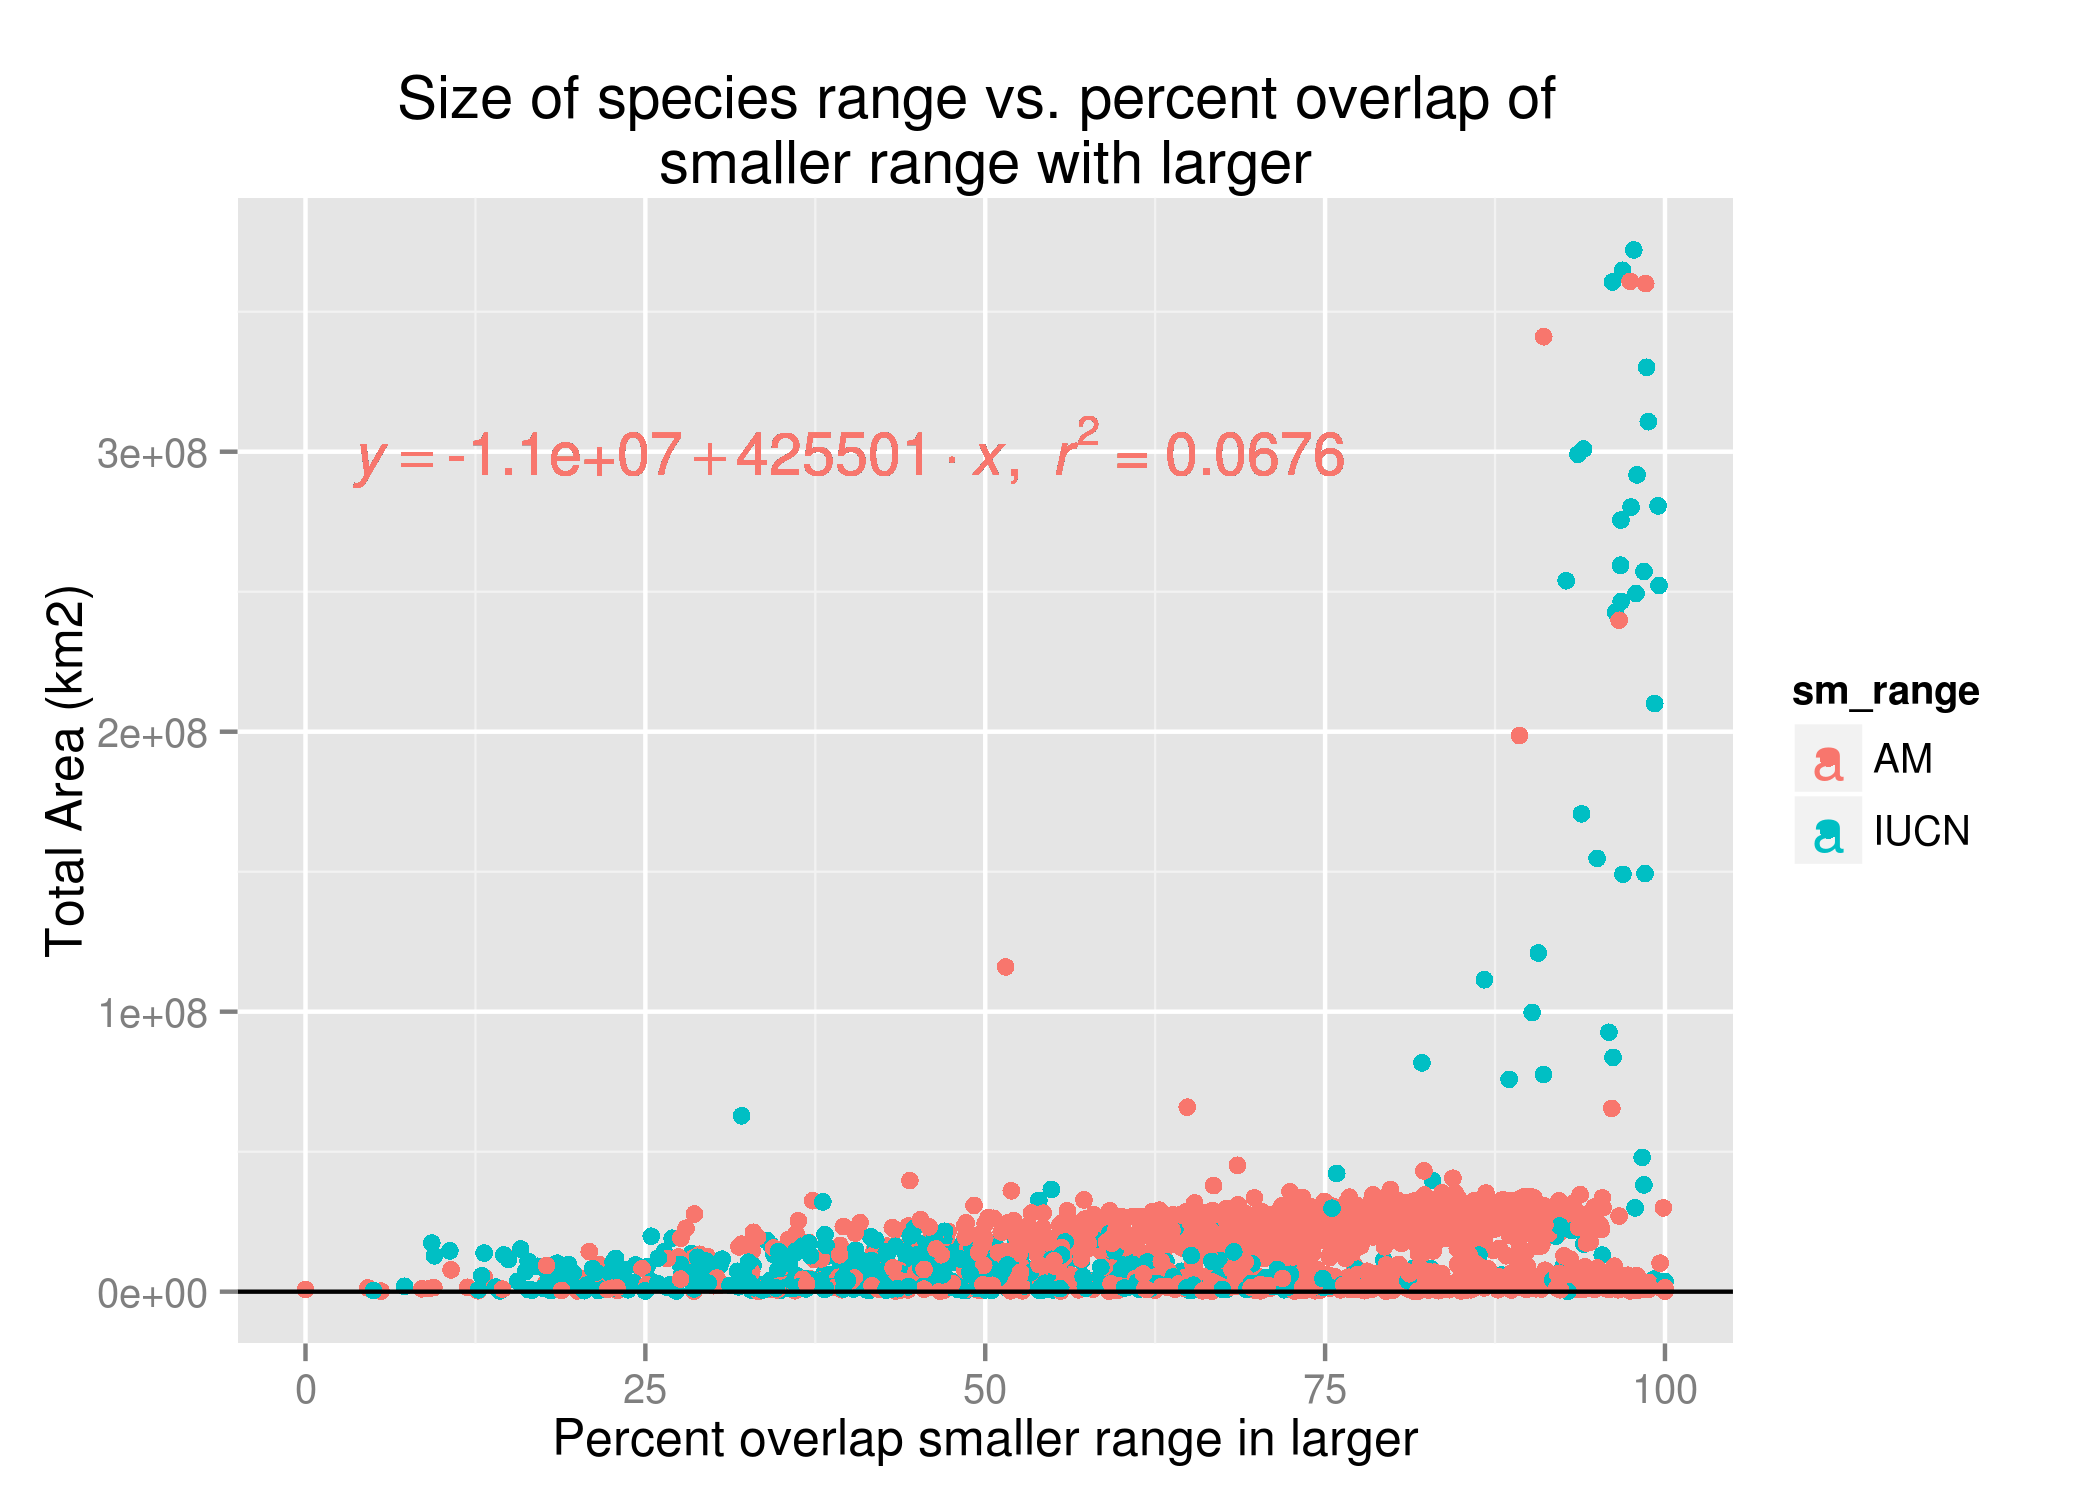 Size of species range vs. percent overlap of
smaller range with larger
y = -1.1e+07 + 425501 · x, r² = 0.0676
Total Area (km2)
3e+08
2e+08
1e+08
0e+00
0 25 50 75 100
Percent overlap smaller range in larger
sm_range
a AM
a IUCN